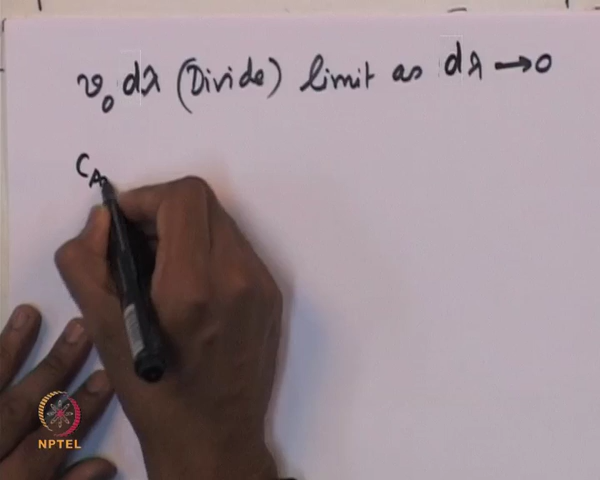 v₀ dλ (Divide) limit as dλ → 0
C_A
NPTEL